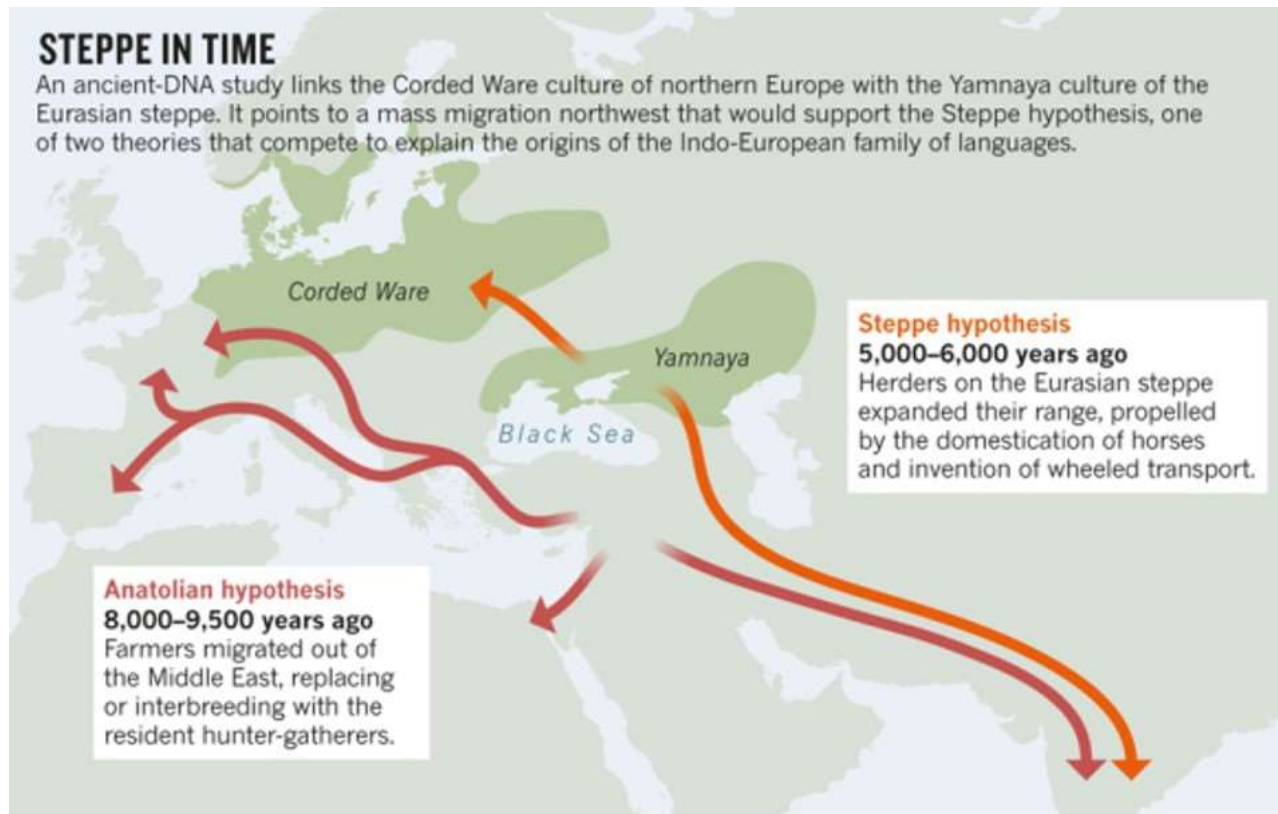 STEPPE IN TIME
An ancient-DNA study links the Corded Ware culture of northern Europe with the Yamnaya culture of the
Eurasian steppe. It points to a mass migration northwest that would support the Steppe hypothesis, one
of two theories that compete to explain the origins of the Indo-European family of languages.
Corded Ware
Yamnaya
Black Sea
Steppe hypothesis
5,000–6,000 years ago
Herders on the Eurasian steppe
expanded their range, propelled
by the domestication of horses
and invention of wheeled transport.
Anatolian hypothesis
8,000–9,500 years ago
Farmers migrated out of
the Middle East, replacing
or interbreeding with the
resident hunter-gatherers.